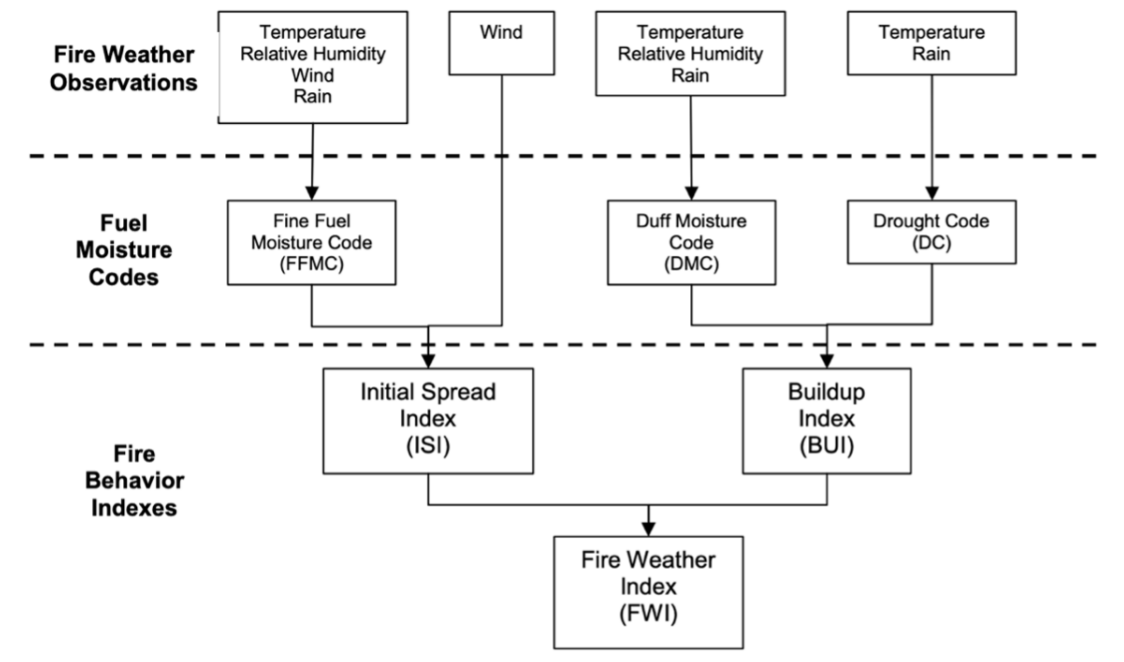 Fire Weather
Observations
Temperature
Relative Humidity
Wind
Rain
Wind
Temperature
Relative Humidity
Rain
Temperature
Rain
Fuel
Moisture
Codes
Fine Fuel
Moisture Code
(FFMC)
Duff Moisture
Code
(DMC)
Drought Code
(DC)
Fire
Behavior
Indexes
Initial Spread
Index
(ISI)
Buildup
Index
(BUI)
Fire Weather
Index
(FWI)